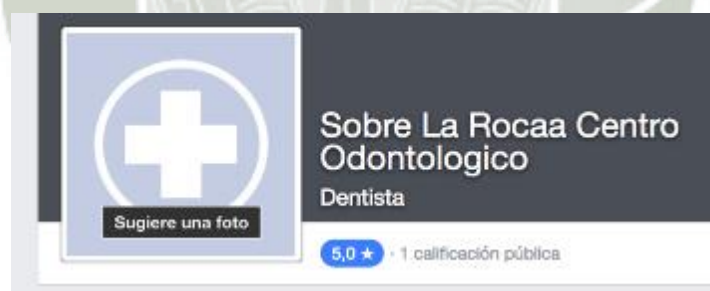 Sobre La Rocaa Centro
Odontologico
Dentista
Sugiere una foto
5,0 ★ · 1 calificación pública